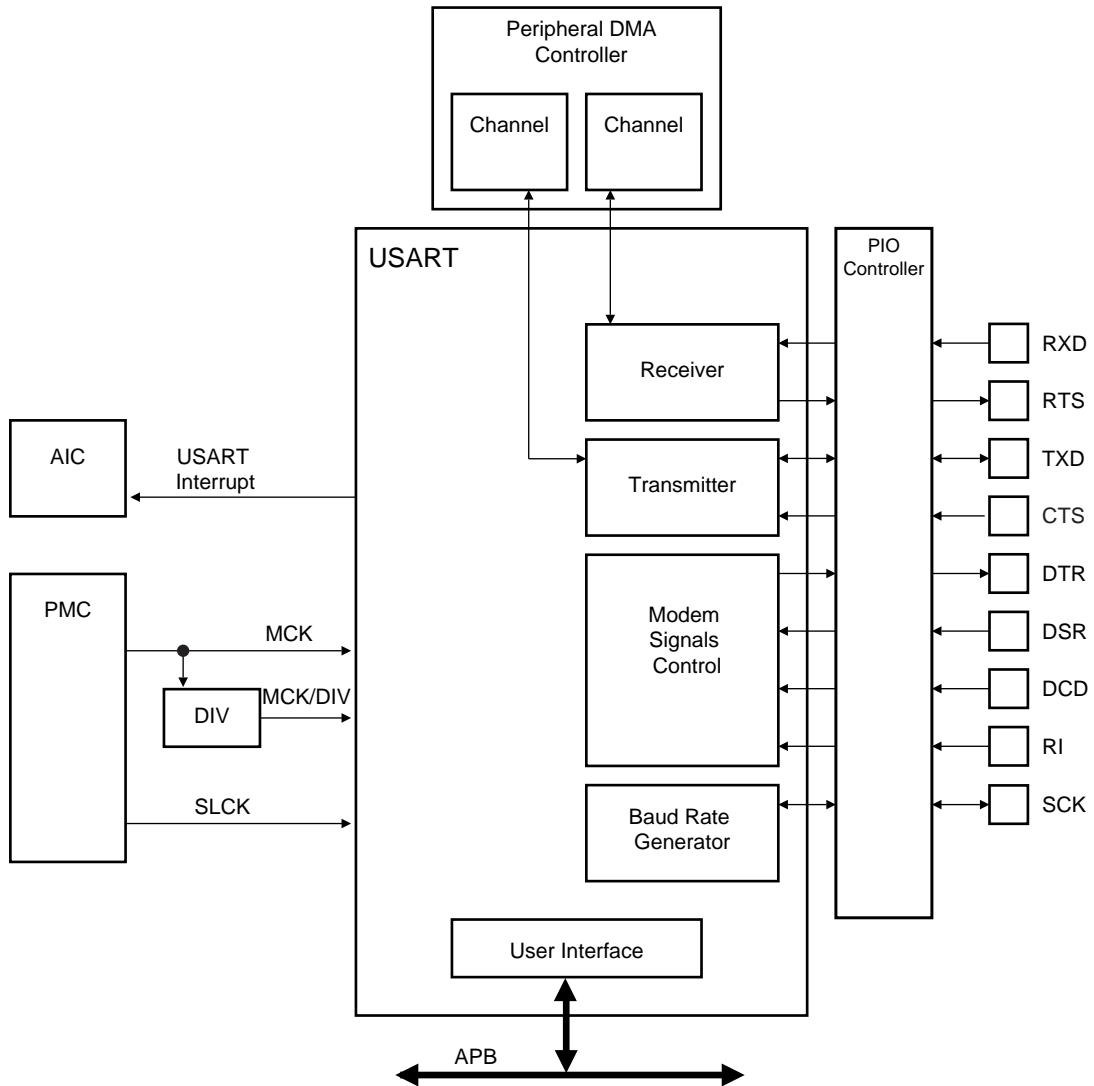 Peripheral DMA
Controller
Channel
Channel
USART
PIO
Controller
Receiver
RXD
RTS
AIC
USART
Interrupt
Transmitter
TXD
CTS
PMC
MCK
DIV
MCK/DIV
SLCK
Modem
Signals
Control
DTR
DSR
DCD
RI
Baud Rate
Generator
SCK
User Interface
APB